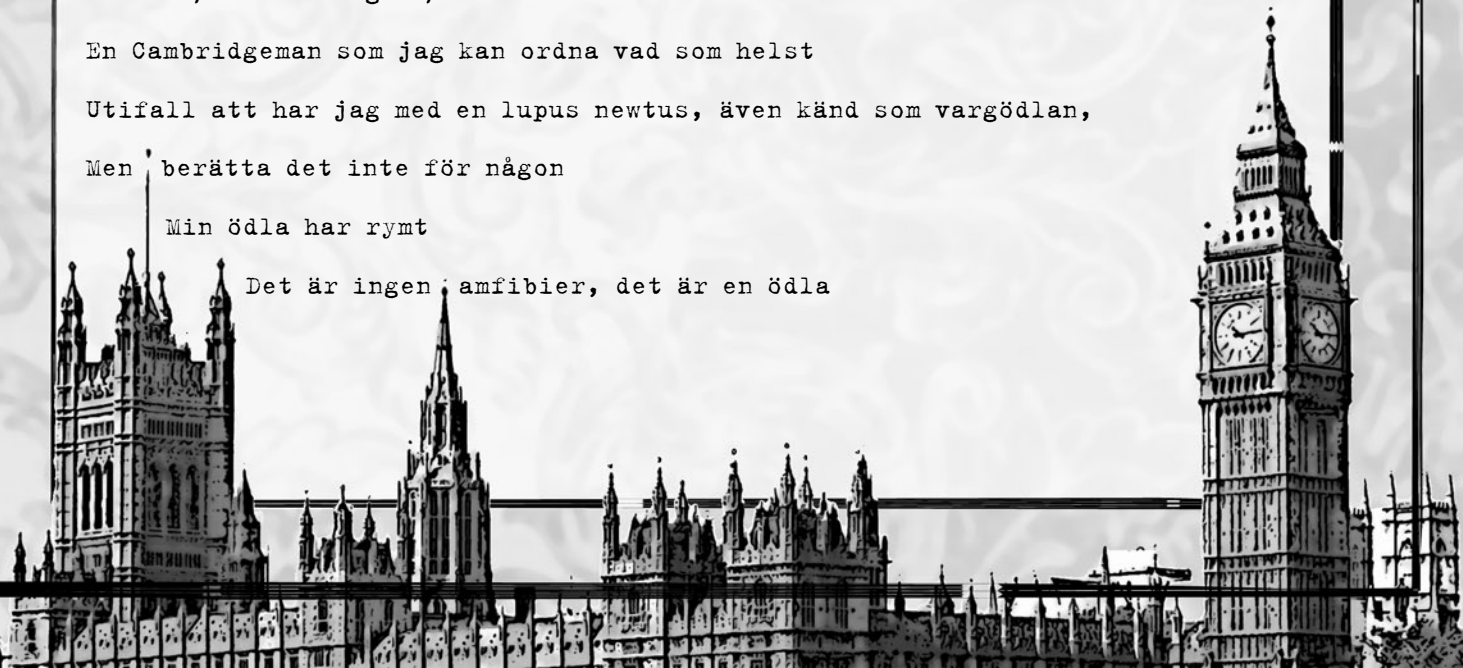 En Cambridgeman som jag kan ordna vad som helst
Utifall att har jag med en lupus newtus, även känd som vargödlan,
Men berätta det inte för någon
Min ödla har rymt
Det är ingen amfibier, det är en ödla